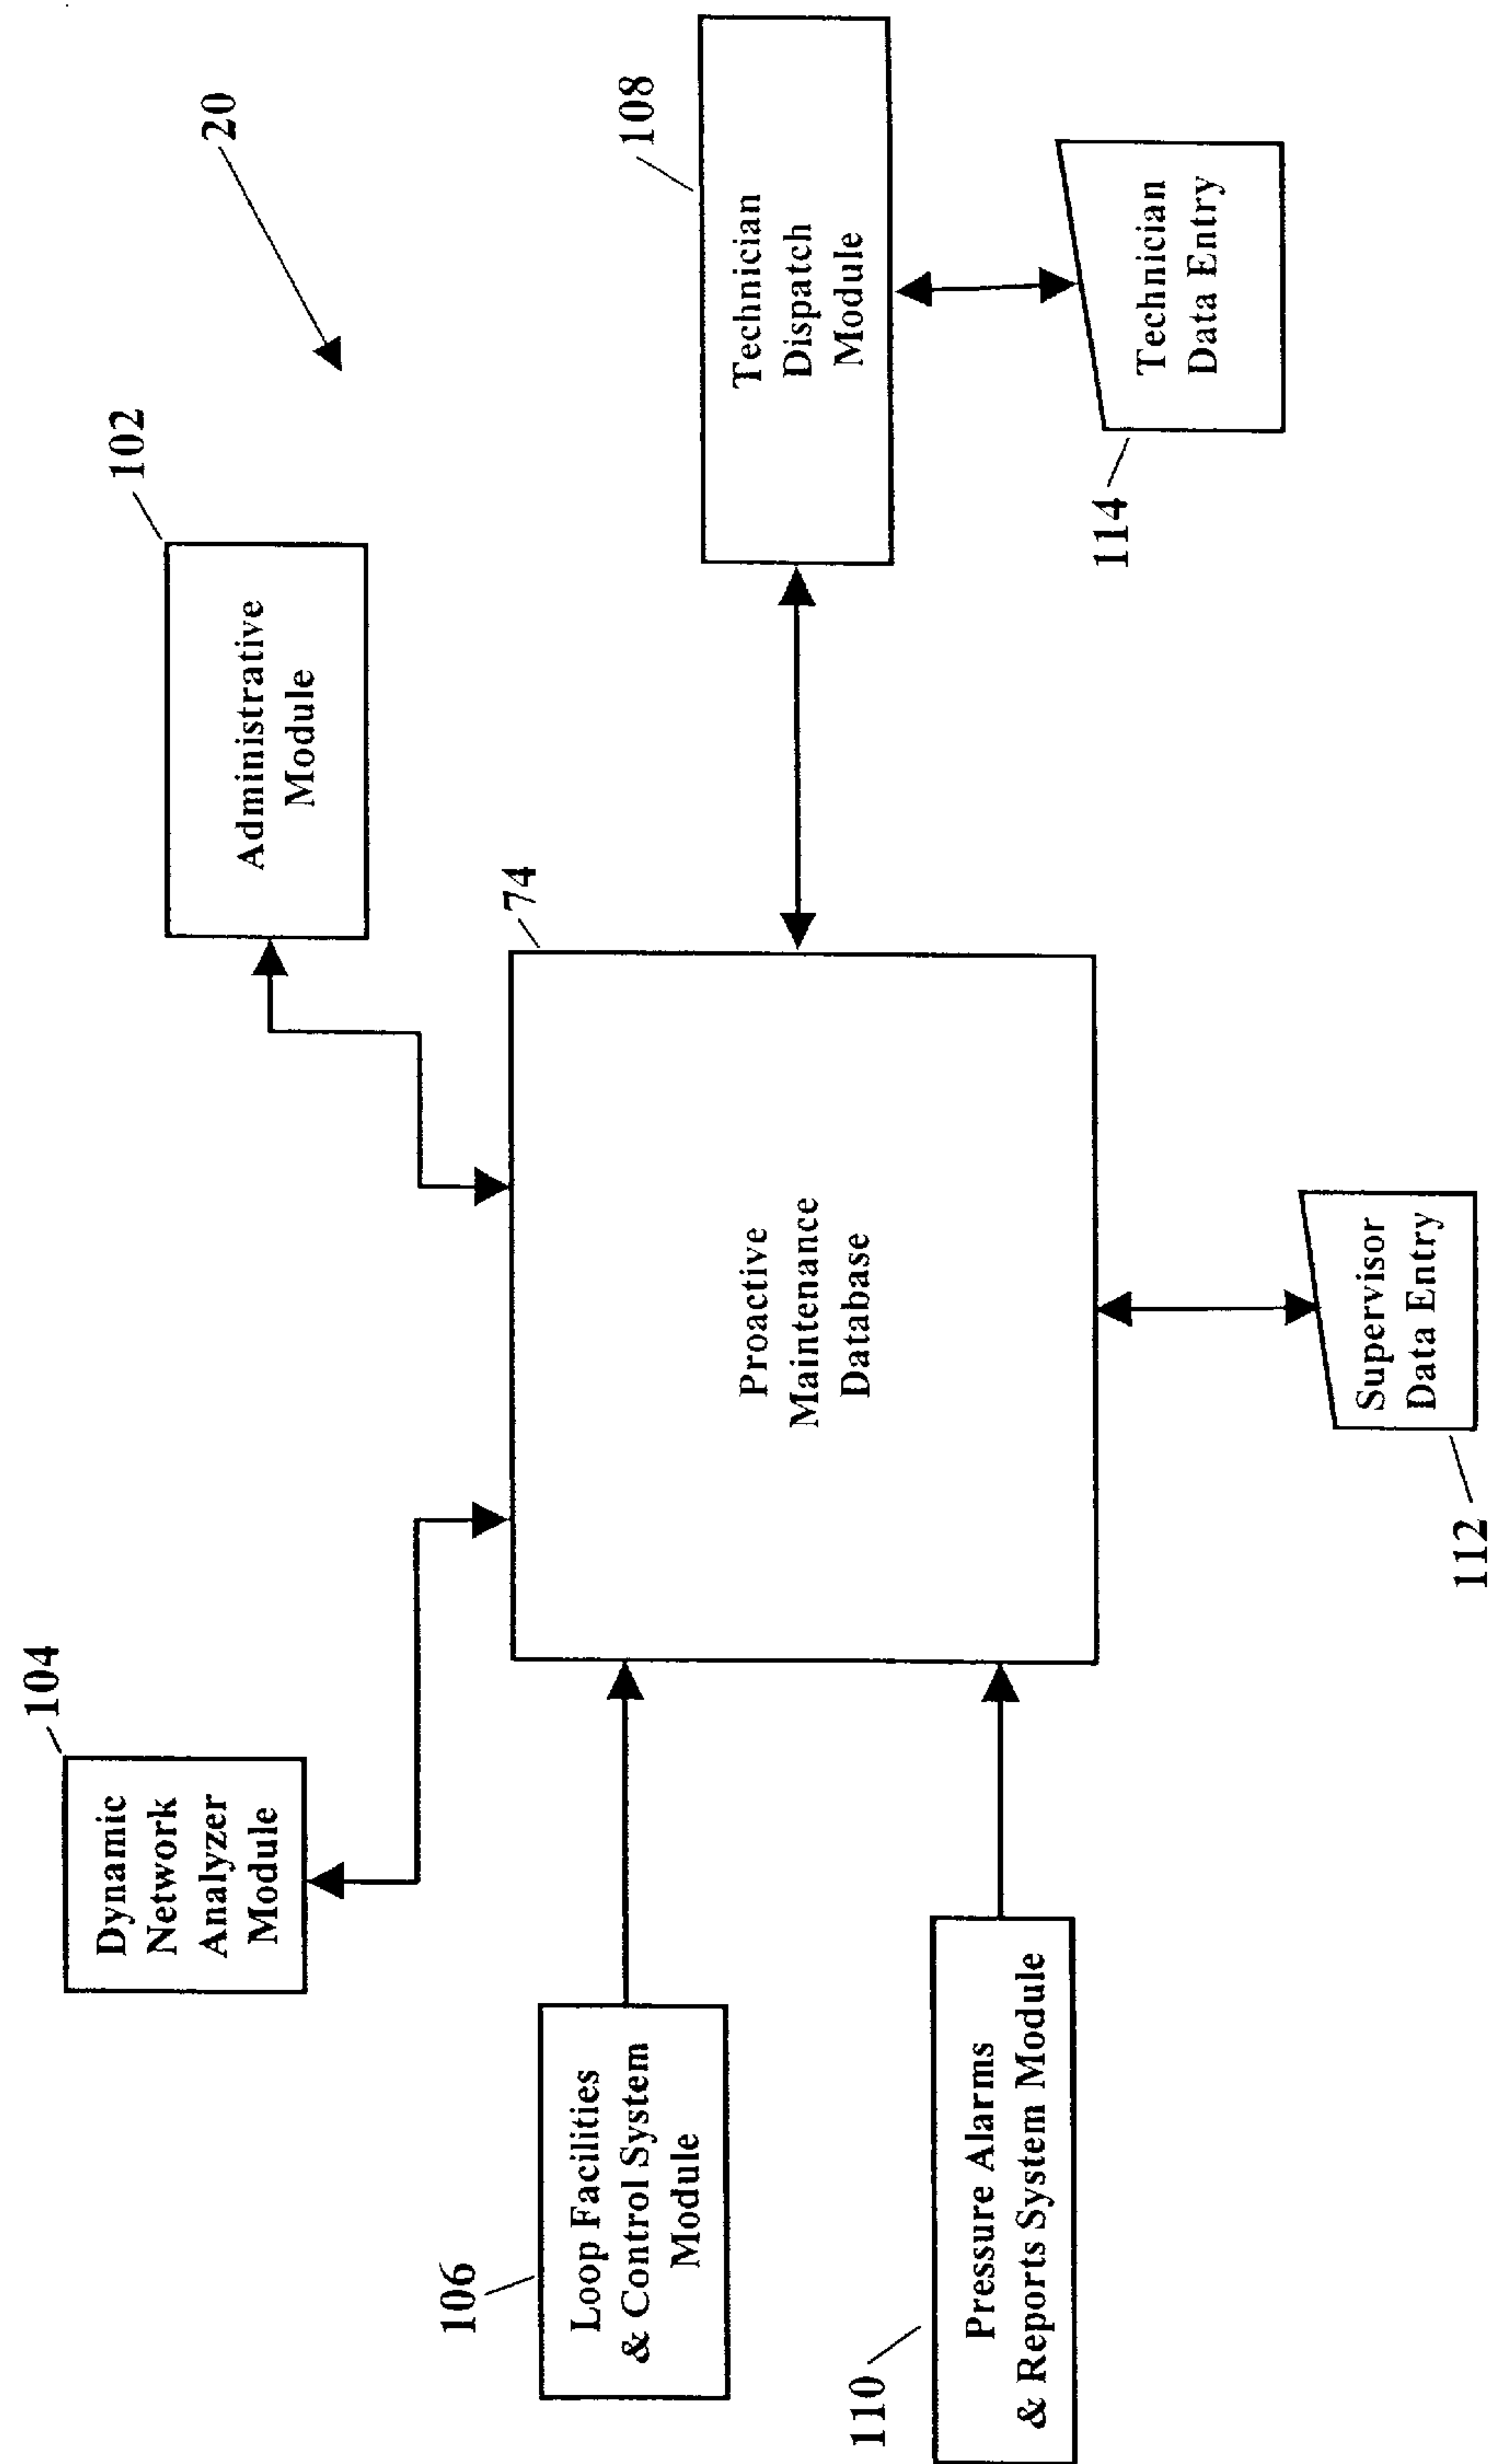 104
Dynamic
Network
Analyzer
Module
102
Administrative
Module
20
106
Loop Facilities
& Control System
Module
74
Proactive
Maintenance
Database
108
Technician
Dispatch
Module
110
Pressure Alarms
& Reports System Module
112
Supervisor
Data Entry
114
Technician
Data Entry